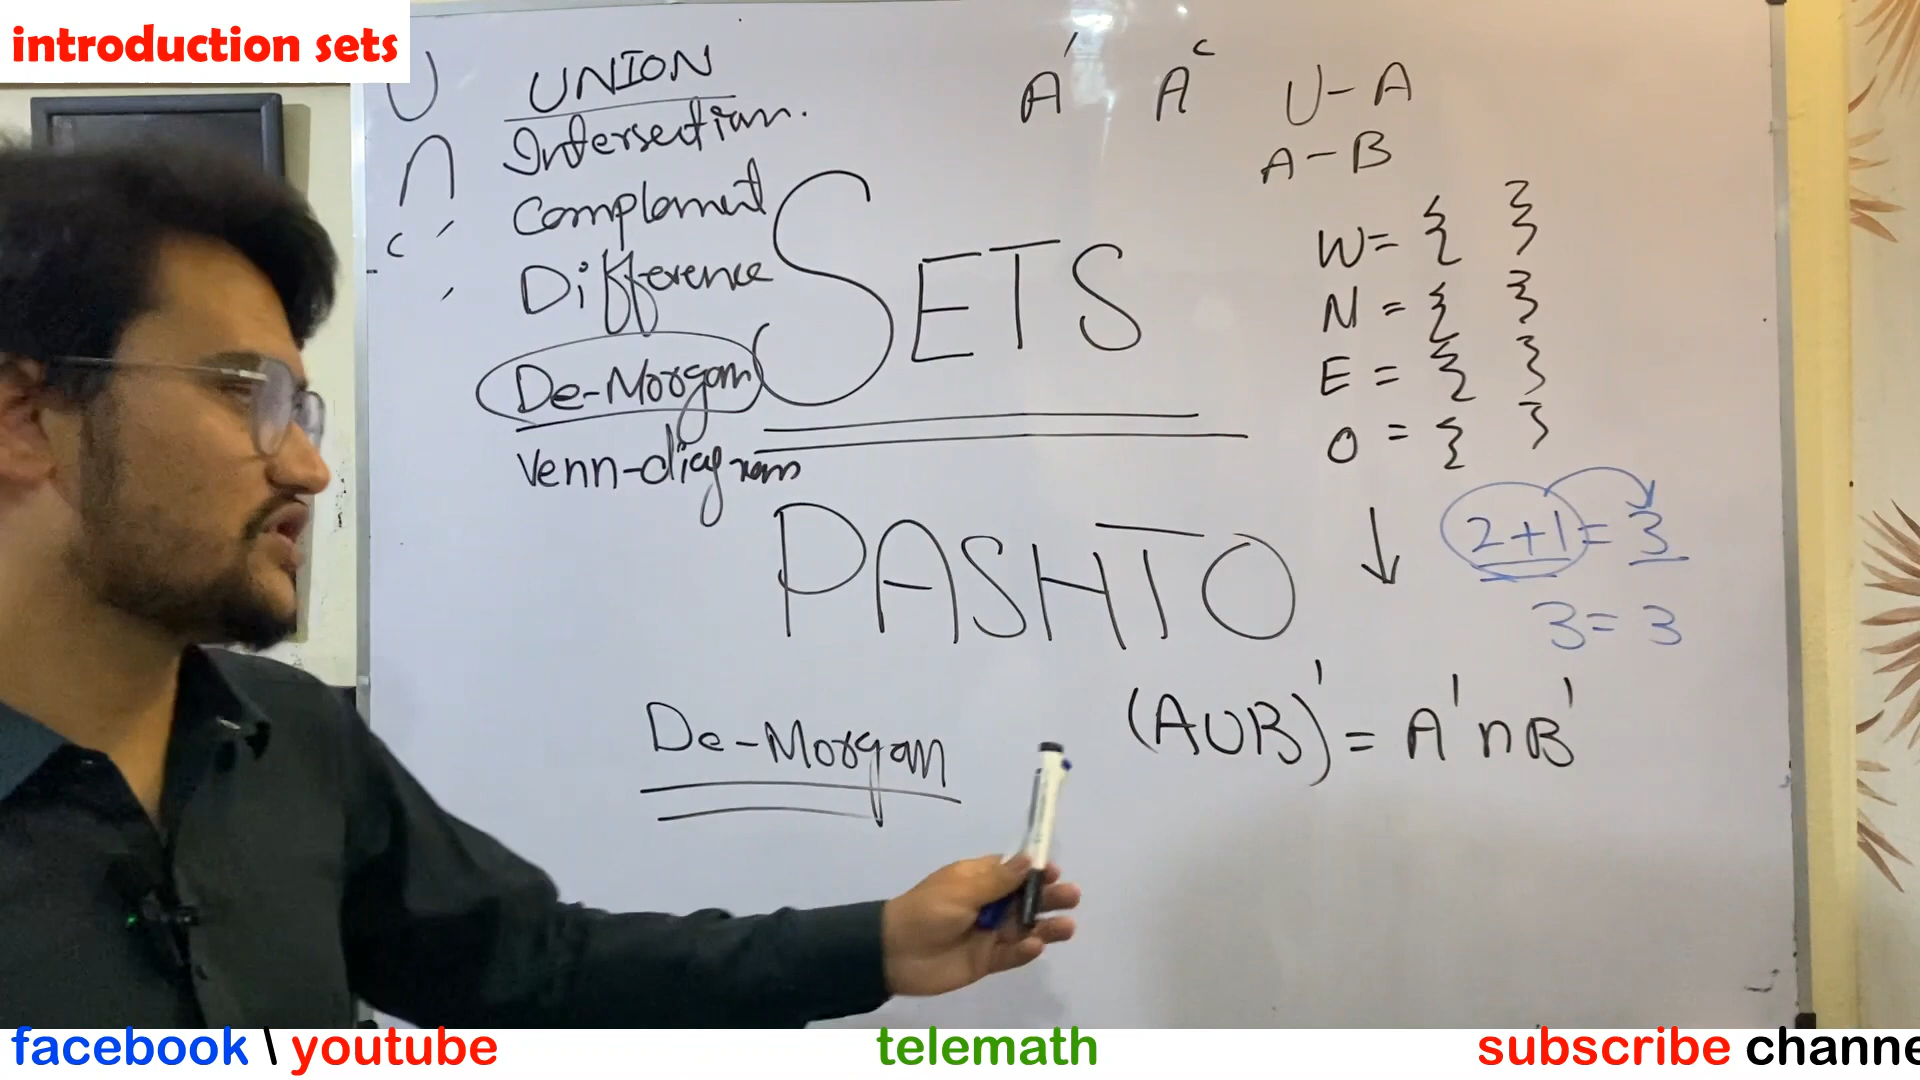 introduction sets
U UNION
∩ Intersection.
c ′ Complement
′ Difference
De-Morgan
Venn-diagrams
A′ A^c U-A
A-B
SETS
W = { }
N = { }
E = { }
O = { }
PASHTO
↓ 2+1 = 3
3 = 3
De-Morgan
(A∪B)' = A'∩B'
facebook \ youtube telemath subscribe channe